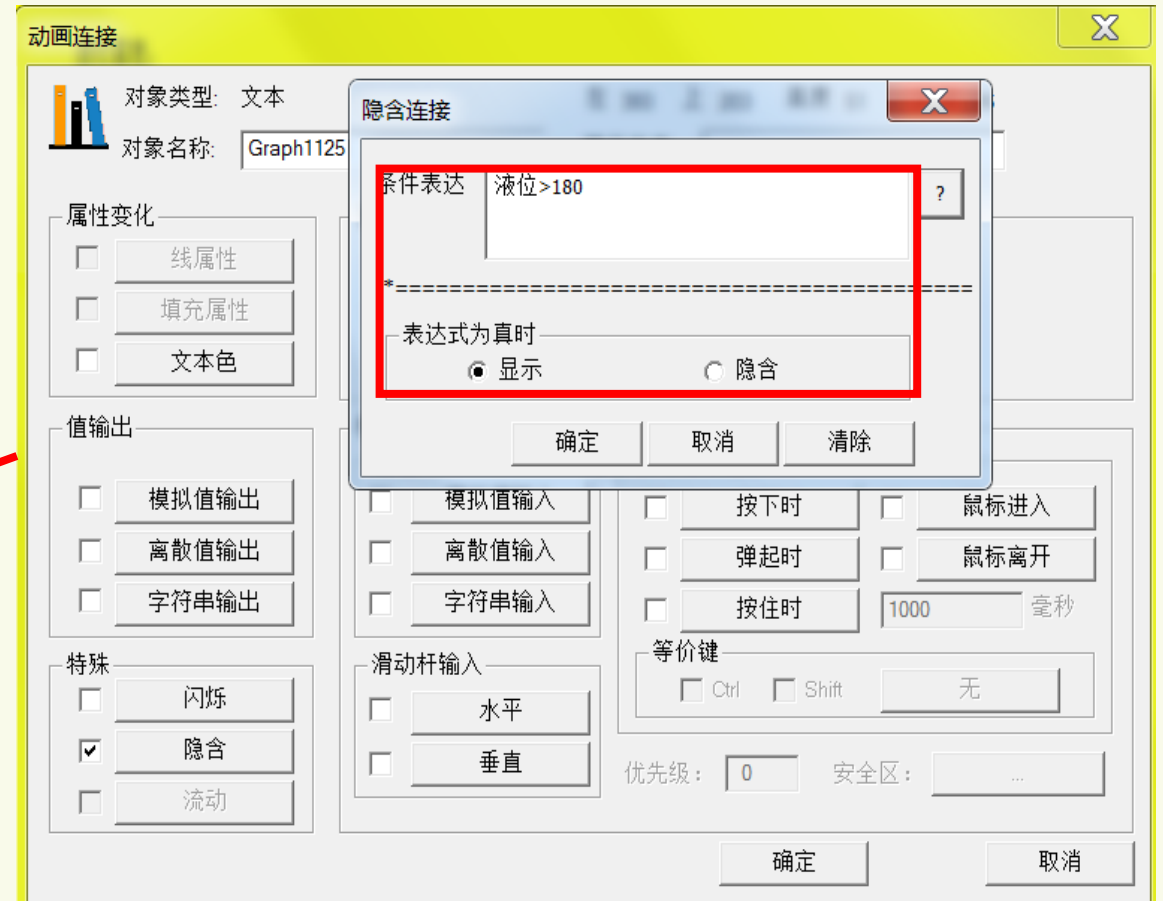 动画连接
对象类型: 文本
对象名称: Graph1125
隐含连接
条件表达 液位>180 ?
*============================================
表达式为真时
显示 隐含
确定 取消 清除
属性变化
线属性
填充属性
文本色
值输出
模拟值输出 模拟值输入 按下时 鼠标进入
离散值输出 离散值输入 弹起时 鼠标离开
字符串输出 字符串输入 按住时 1000 毫秒
特殊 滑动杆输入 等价键
闪烁 水平 Ctrl Shift 无
隐含 垂直 优先级: 0 安全区: ...
流动
确定 取消